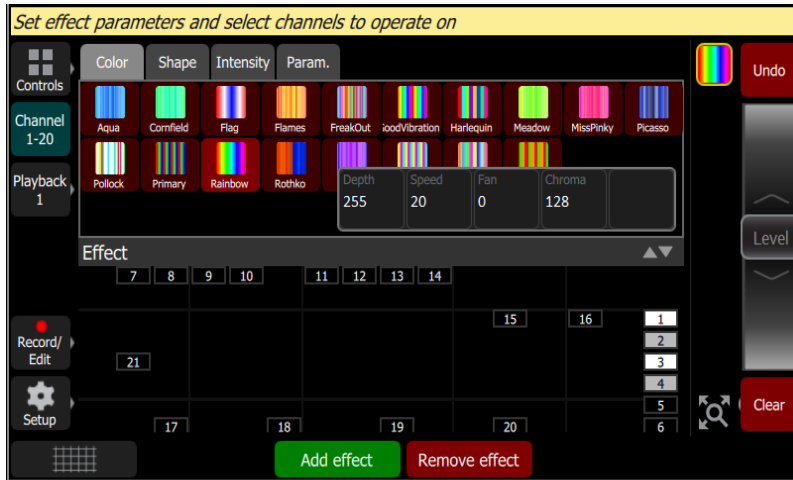 Set effect parameters and select channels to operate on
Controls
Color Shape Intensity Param.
Undo
Channel
1-20
Aqua Cornfield Flag Flames FreakOut GoodVibration Harlequin Meadow MissPinky Picasso
Playback
1
Pollock Primary Rainbow Rothko
Depth Speed Fan Chroma
255 20 0 128
Level
Effect
7 8 9 10 11 12 13 14
15 16 1
2
Record/
Edit
21 3
4
Setup
5
Clear
17 18 19 20 6
Add effect Remove effect